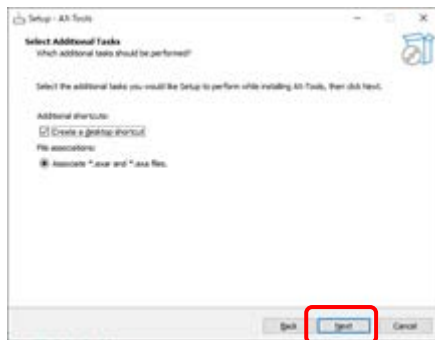 Setup - AX-Tools
Select Additional Tasks
Which additional tasks should be performed?
Select the additional tasks you would like Setup to perform while installing AX-Tools, then click Next.
Additional shortcuts:
Create a desktop shortcut
File associations:
Associate *.axar and *.axa files.
Back
Next
Cancel